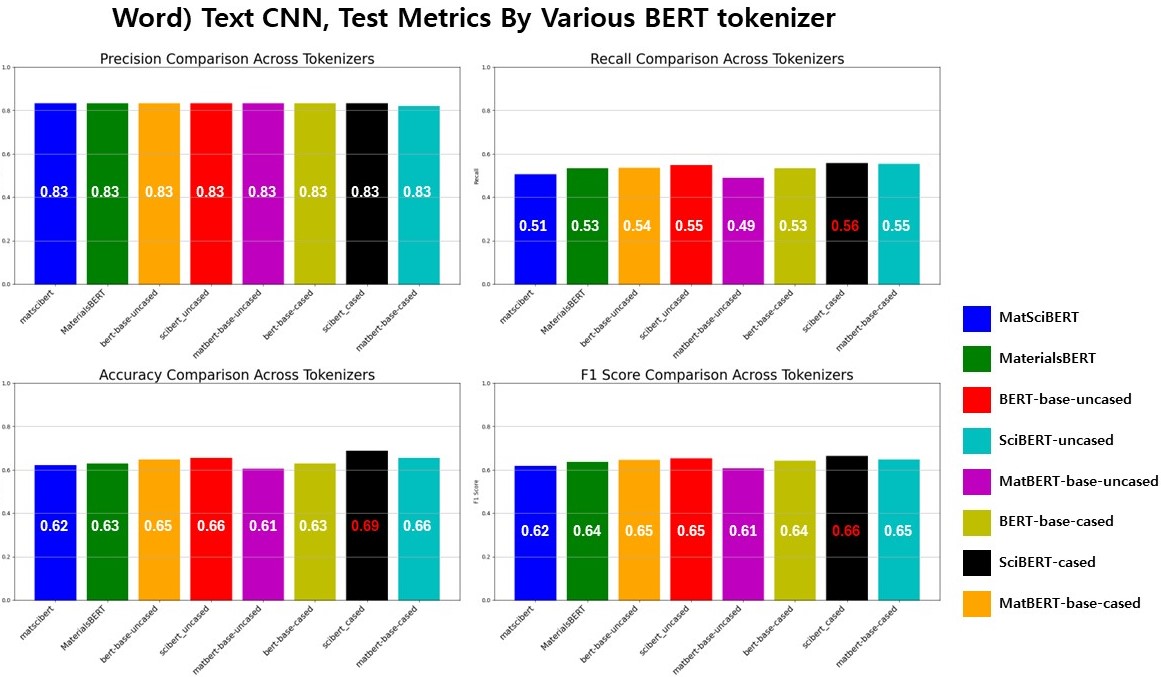 Word) Text CNN, Test Metrics By Various BERT tokenizer
Precision Comparison Across Tokenizers
1.0
0.8
0.6
0.4
0.2
0.0
0.83 0.83 0.83 0.83 0.83 0.83 0.83 0.83
matscibert MaterialsBERT bert-base-uncased scibert_uncased matbert-base-uncased bert-base-cased scibert_cased matbert-base-cased
Recall Comparison Across Tokenizers
Recall
1.0
0.8
0.6
0.4
0.2
0.0
0.51 0.53 0.54 0.55 0.49 0.53 0.56 0.55
matscibert MaterialsBERT bert-base-uncased scibert_uncased matbert-base-uncased bert-base-cased scibert_cased matbert-base-cased
Accuracy Comparison Across Tokenizers
1.0
0.8
0.6
0.4
0.2
0.0
0.62 0.63 0.65 0.66 0.61 0.63 0.69 0.66
matscibert MaterialsBERT bert-base-uncased scibert_uncased matbert-base-uncased bert-base-cased scibert_cased matbert-base-cased
F1 Score Comparison Across Tokenizers
F1 Score
1.0
0.8
0.6
0.4
0.2
0.0
0.62 0.64 0.65 0.65 0.61 0.64 0.66 0.65
matscibert MaterialsBERT bert-base-uncased scibert_uncased matbert-base-uncased bert-base-cased scibert_cased matbert-base-cased
MatSciBERT
MaterialsBERT
BERT-base-uncased
SciBERT-uncased
MatBERT-base-uncased
BERT-base-cased
SciBERT-cased
MatBERT-base-cased